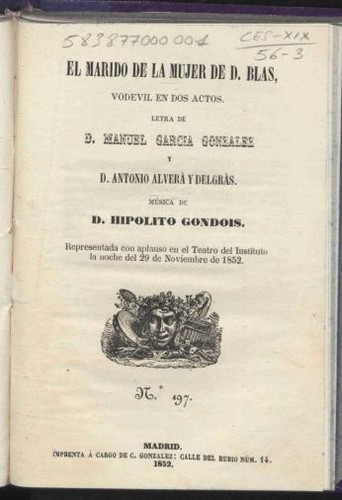 583877000001
CES-XIX
56-3
EL MARIDO DE LA MUJER DE D. BLAS,
VODEVIL EN DOS ACTOS.
LETRA DE
D. MANUEL GARCIA GONZALEZ
Y
D. ANTONIO ALVERÁ Y DELGRÁS.
MÚSICA DE
D. HIPOLITO GONDOIS.
Representada con aplauso en el Teatro del Instituto
la noche del 29 de Noviembre de 1852.
N.º 197.
MADRID.
IMPRENTA Á CARGO DE C. GONZALEZ: CALLE DEL RUBIO NÚM. 14.
1852.